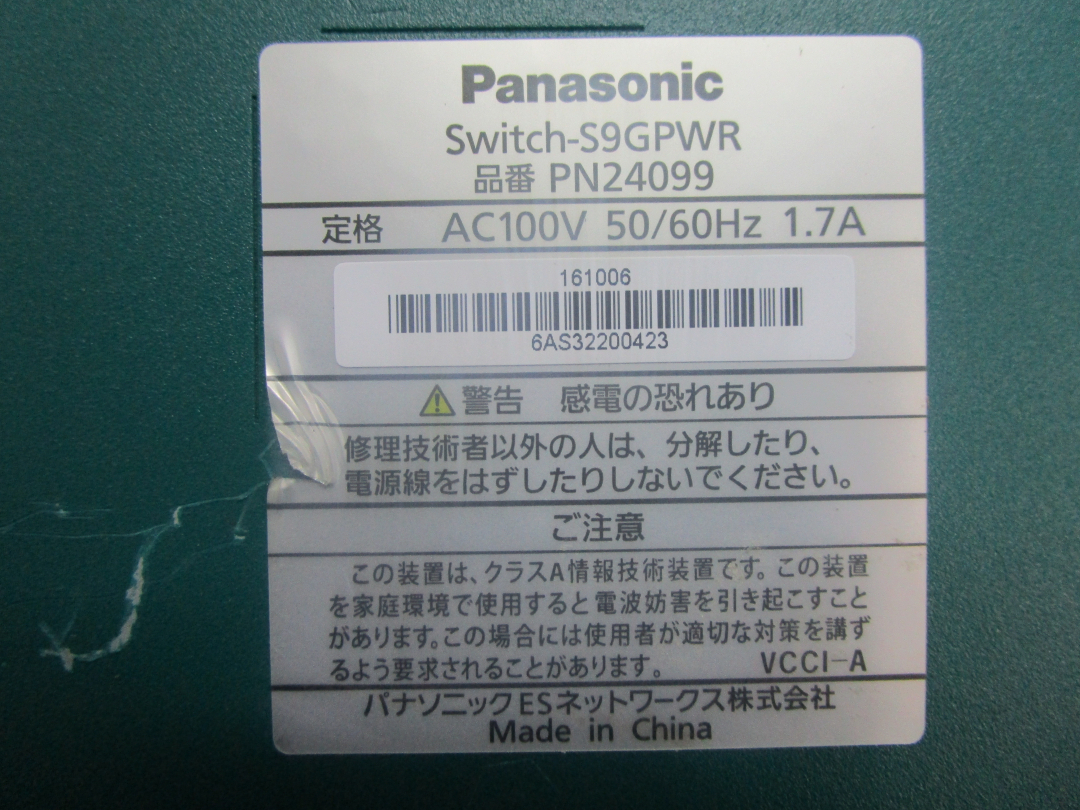 Panasonic
Switch-S9GPWR
品番 PN24099
定格 AC100V 50/60Hz 1.7A
161006
6AS32200423
警告 感電の恐れあり
修理技術者以外の人は、分解したり、
電源線をはずしたりしないでください。
ご注意
この装置は、クラスA情報技術装置です。この装置
を家庭環境で使用すると電波妨害を引き起こすこと
があります。この場合には使用者が適切な対策を講ず
るよう要求されることがあります。 VCCI-A
パナソニックESネットワークス株式会社
Made in China